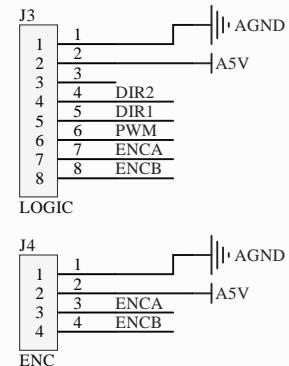 J3
1 1 AGND
2 2 A5V
3 3
4 4 DIR2
5 5 DIR1
6 6 PWM
7 7 ENCA
8 8 ENCB
LOGIC
J4
1 1 AGND
2 2 A5V
3 3 ENCA
4 4 ENCB
ENC